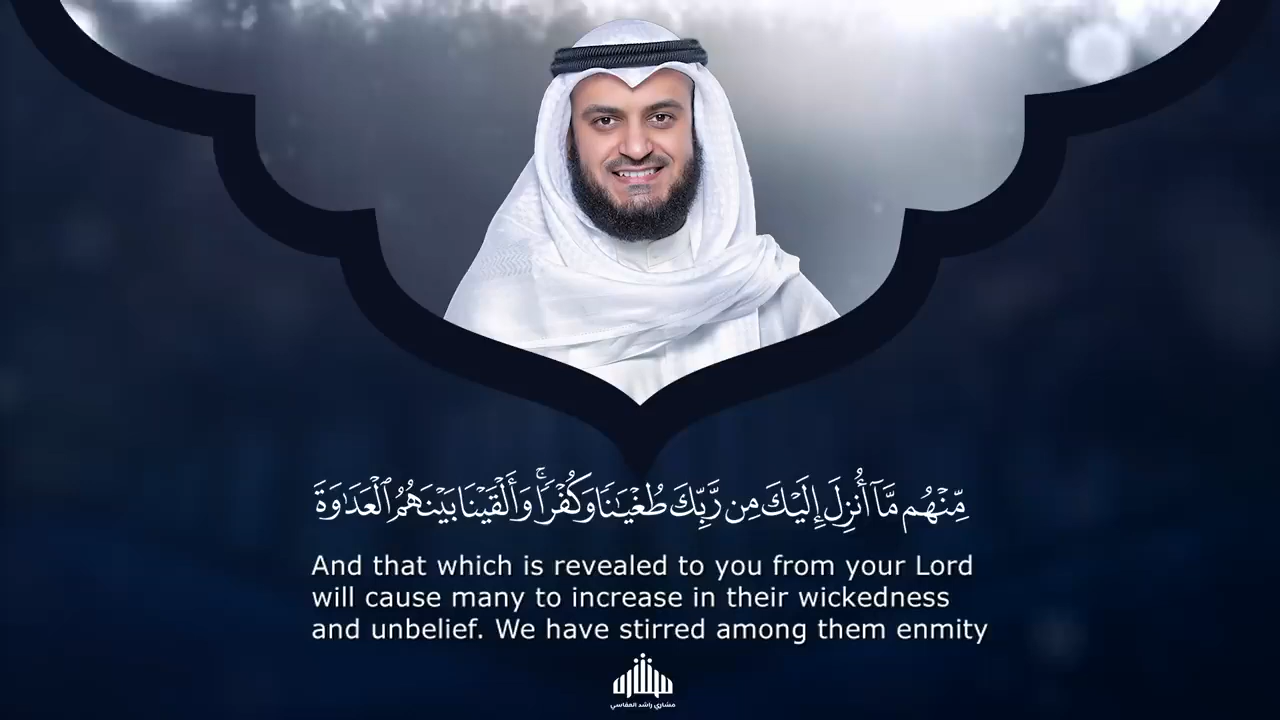 مِّنْهُم مَّآ أُنزِلَ إِلَيْكَ مِن رَّبِّكَ طُغْيَـٰنًا وَكُفْرًا ۚ وَأَلْقَيْنَا بَيْنَهُمُ ٱلْعَدَٰوَةَ
And that which is revealed to you from your Lord
will cause many to increase in their wickedness
and unbelief. We have stirred among them enmity
مشاري راشد العفاسي